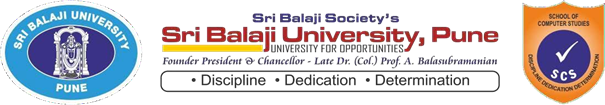 SRI BALAJI UNIVERSITY
PUNE
Sri Balaji Society's
Sri Balaji University, Pune
UNIVERSITY FOR OPPORTUNITIES
Founder President & Chancellor - Late Dr. (Col.) Prof. A. Balasubramanian
• Discipline • Dedication • Determination
SCHOOL OF
COMPUTER STUDIES
SCS
DISCIPLINE DEDICATION DETERMINATION